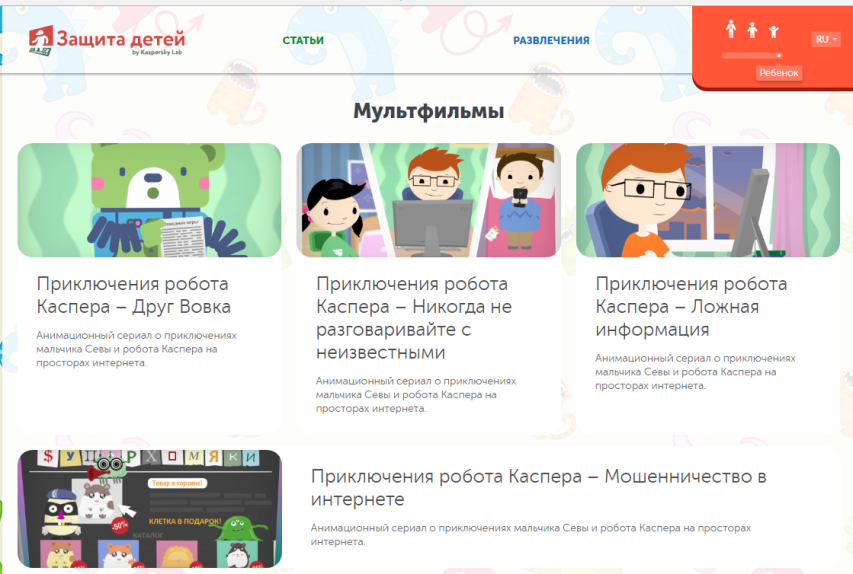 Защита детей
by Kaspersky Lab
СТАТЬИ
РАЗВЛЕЧЕНИЯ
RU
Ребенок
Мультфильмы
Приключения робота
Каспера – Друг Вовка
Анимационный сериал о приключениях
мальчика Севы и робота Каспера на
просторах интернета.
Приключения робота
Каспера – Никогда не
разговаривайте с
неизвестными
Анимационный сериал о приключениях
мальчика Севы и робота Каспера на
просторах интернета.
Приключения робота
Каспера – Ложная
информация
Анимационный сериал о приключениях
мальчика Севы и робота Каспера на
просторах интернета.
$ У П Е Р Х О М Я К И
Товар в корзине!
-50%
КЛЕТКА В ПОДАРОК!
КАТАЛОГ
Приключения робота Каспера – Мошенничество в
интернете
Анимационный сериал о приключениях мальчика Севы и робота Каспера на просторах
интернета.